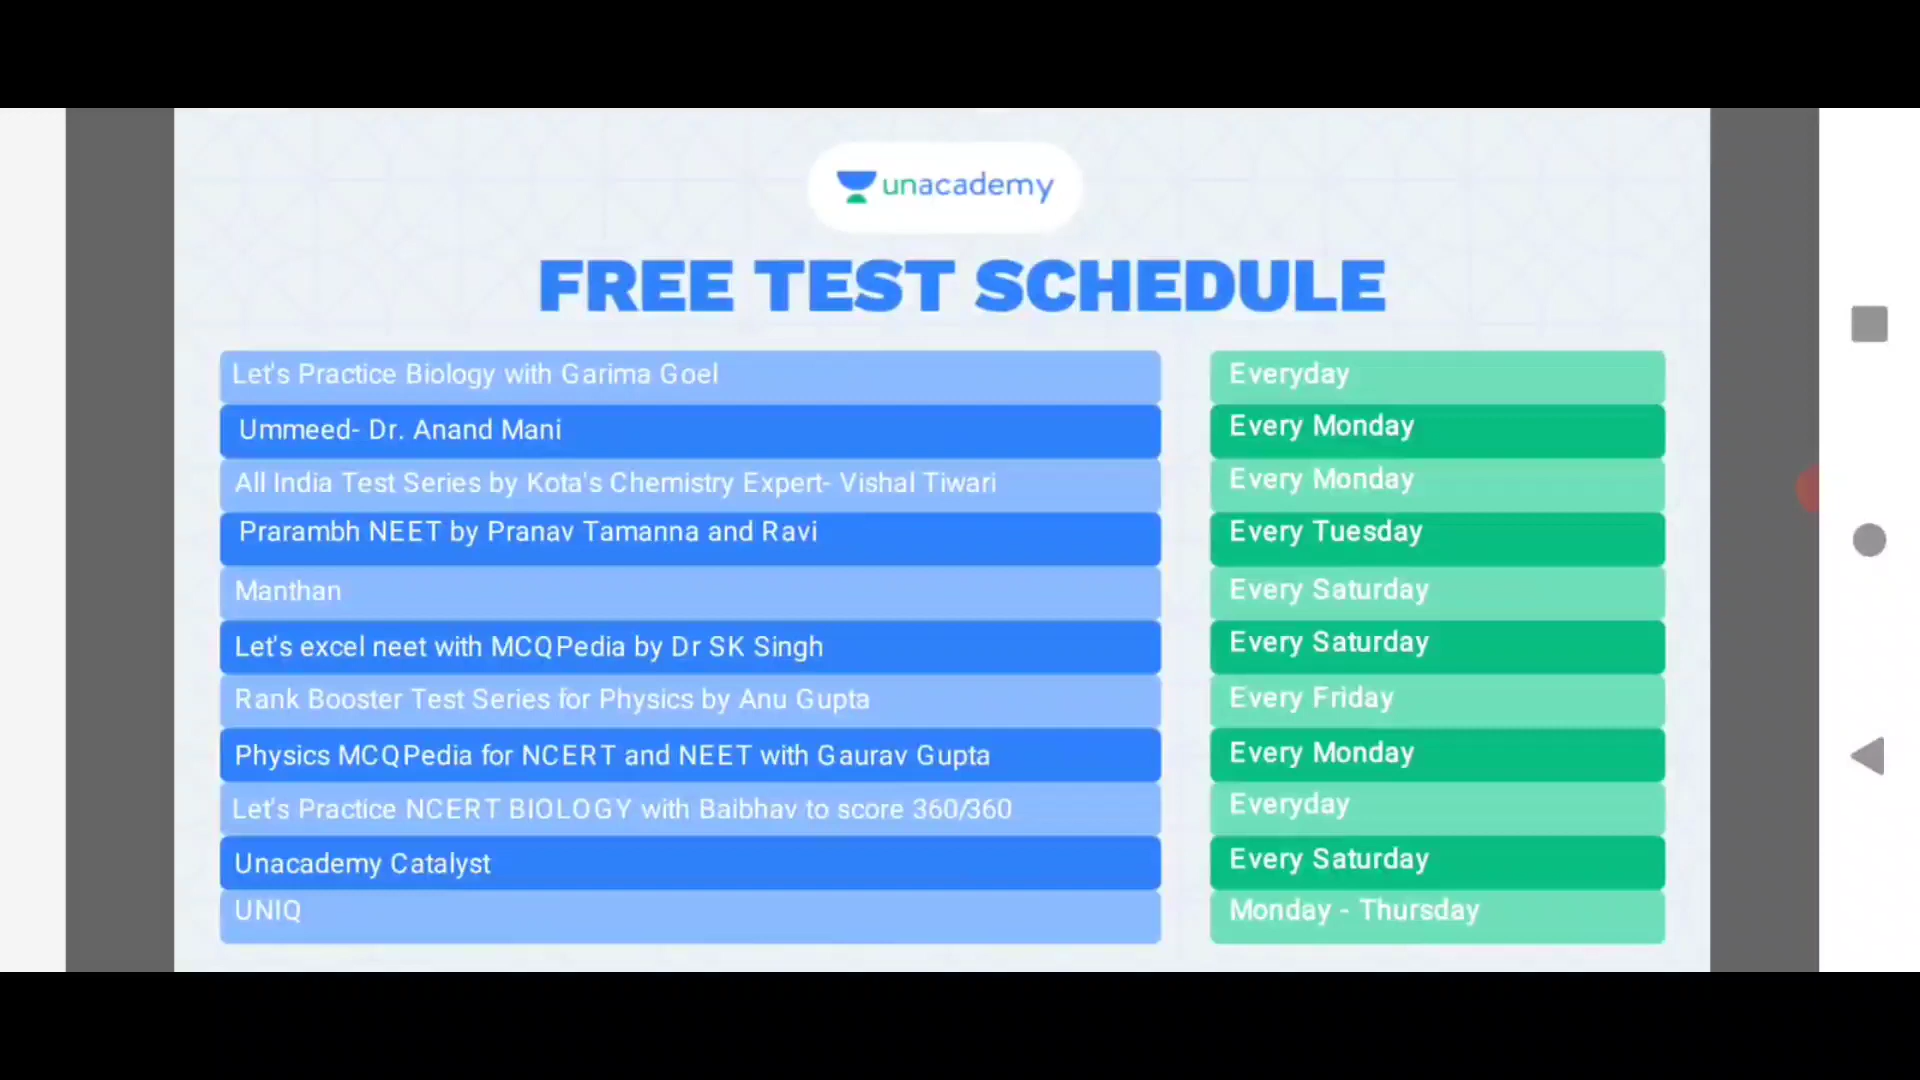 unacademy
FREE TEST SCHEDULE
Let's Practice Biology with Garima Goel Everyday
Ummeed- Dr. Anand Mani Every Monday
All India Test Series by Kota's Chemistry Expert- Vishal Tiwari Every Monday
Prarambh NEET by Pranav Tamanna and Ravi Every Tuesday
Manthan Every Saturday
Let's excel neet with MCQPedia by Dr SK Singh Every Saturday
Rank Booster Test Series for Physics by Anu Gupta Every Friday
Physics MCQPedia for NCERT and NEET with Gaurav Gupta Every Monday
Let's Practice NCERT BIOLOGY with Baibhav to score 360/360 Everyday
Unacademy Catalyst Every Saturday
UNIQ Monday - Thursday